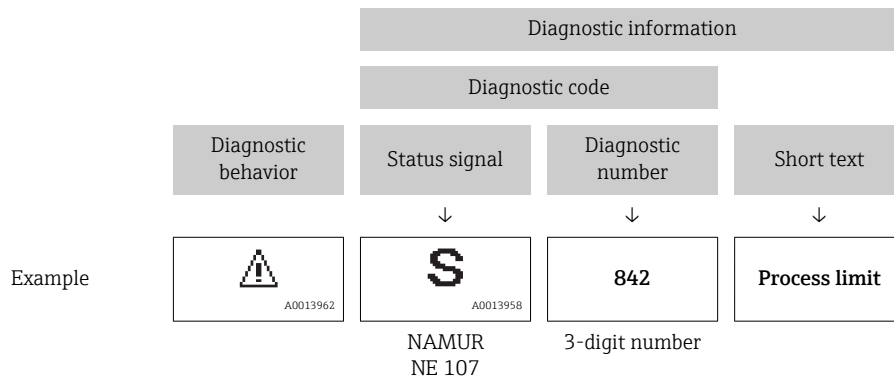 Diagnostic information
Diagnostic code
Diagnostic
behavior
Status signal
Diagnostic
number
Short text
↓
↓
↓
Example
A0013962
S
A0013958
842
Process limit
NAMUR
NE 107
3-digit number